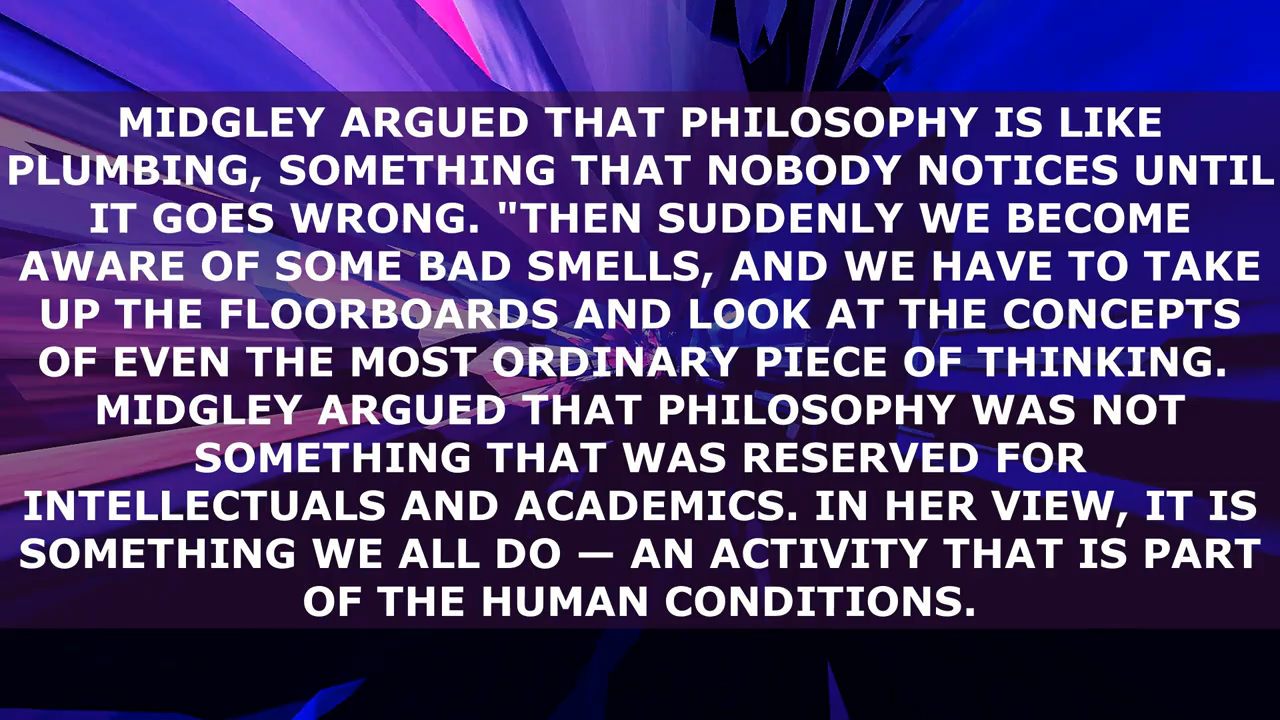 MIDGLEY ARGUED THAT PHILOSOPHY IS LIKE
PLUMBING, SOMETHING THAT NOBODY NOTICES UNTIL
IT GOES WRONG. "THEN SUDDENLY WE BECOME
AWARE OF SOME BAD SMELLS, AND WE HAVE TO TAKE
UP THE FLOORBOARDS AND LOOK AT THE CONCEPTS
OF EVEN THE MOST ORDINARY PIECE OF THINKING.
MIDGLEY ARGUED THAT PHILOSOPHY WAS NOT
SOMETHING THAT WAS RESERVED FOR
INTELLECTUALS AND ACADEMICS. IN HER VIEW, IT IS
SOMETHING WE ALL DO — AN ACTIVITY THAT IS PART
OF THE HUMAN CONDITIONS.